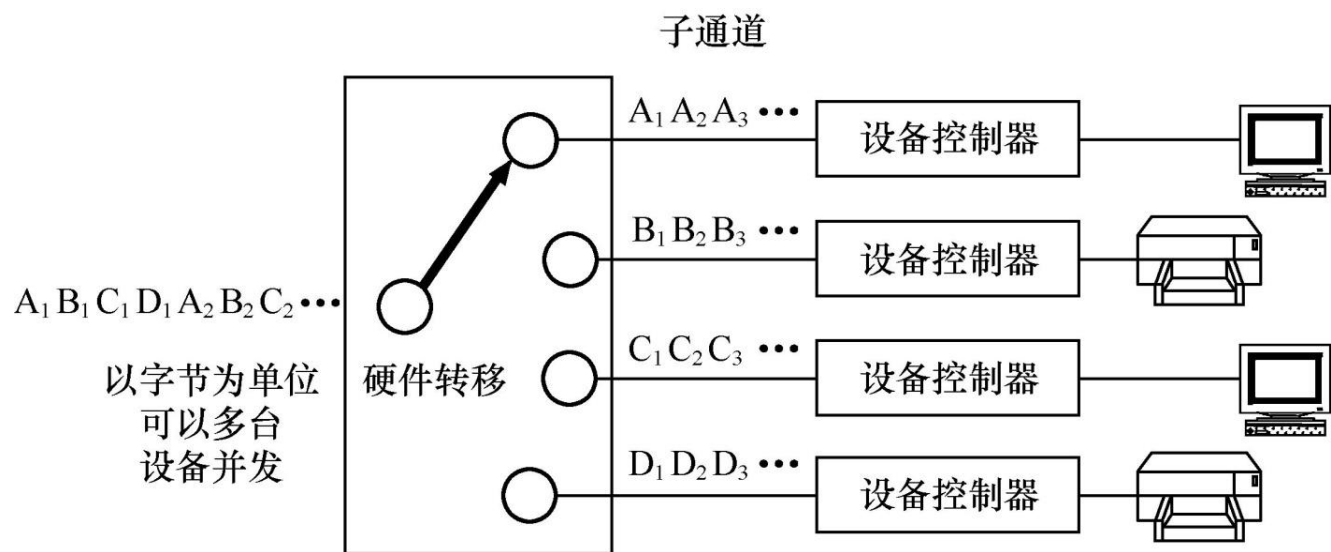 子通道
A₁ A₂ A₃ •••
设备控制器
B₁ B₂ B₃ •••
设备控制器
A₁ B₁ C₁ D₁ A₂ B₂ C₂ •••
以字节为单位
可以多台
设备并发
硬件转移
C₁ C₂ C₃ •••
设备控制器
D₁ D₂ D₃ •••
设备控制器